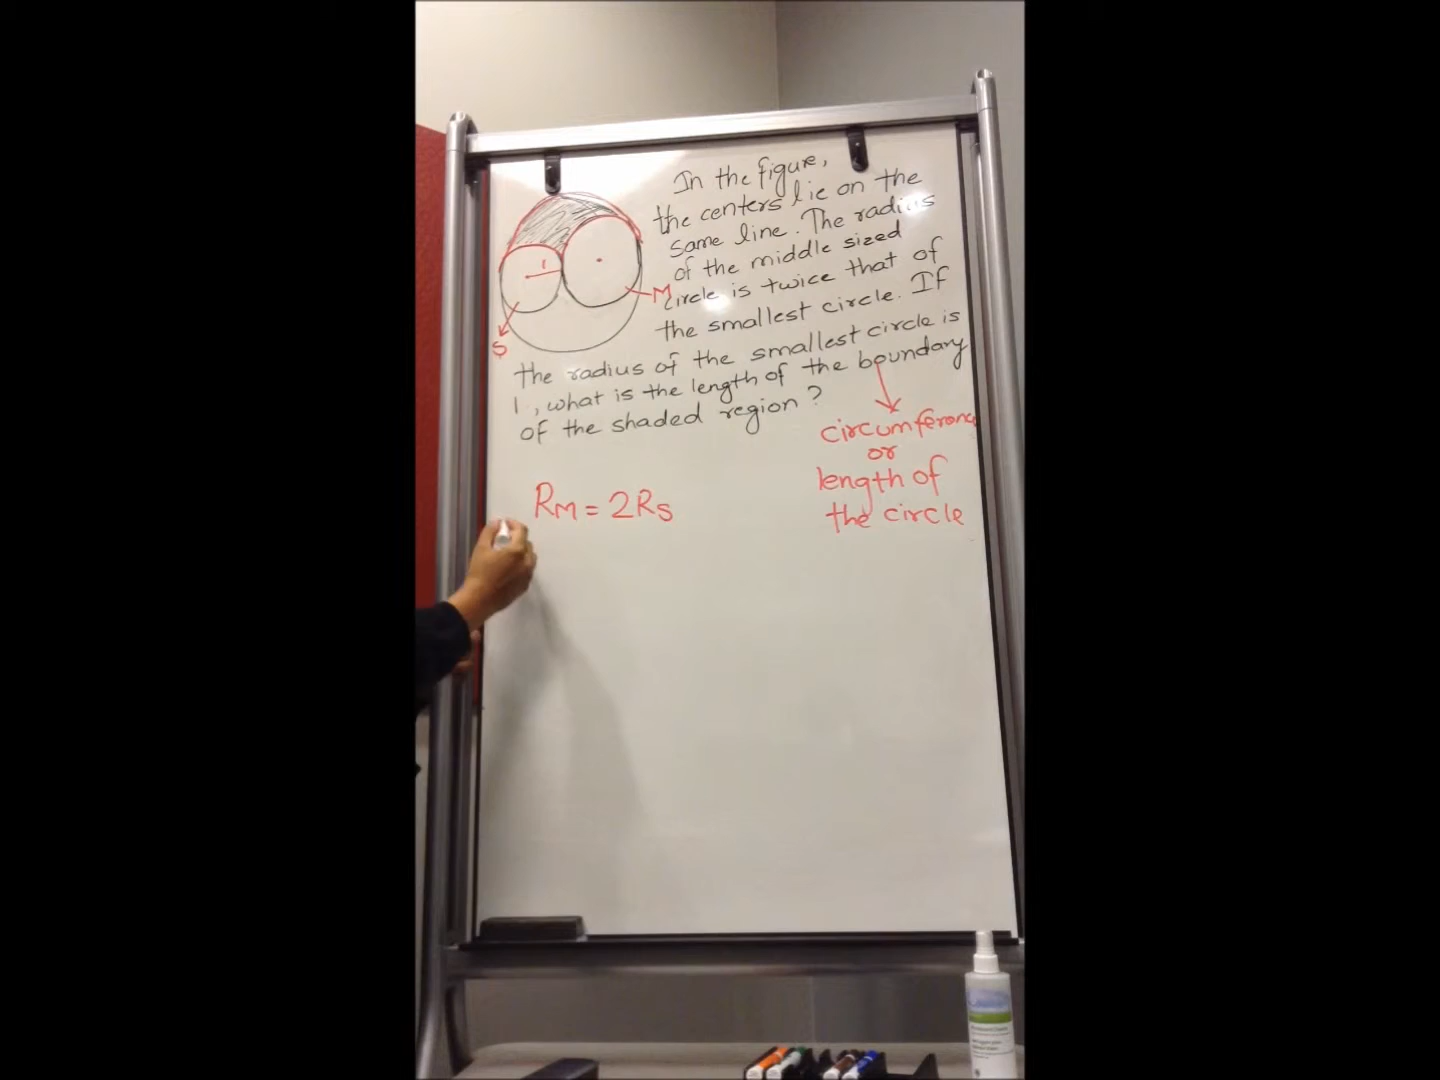 In the figure,
the centers lie on the
same line. The radius
of the middle sized
circle is twice that of
the smallest circle. If
the radius of the smallest circle is
1, what is the length of the boundary
of the shaded region?
1
M
S
circumference
or
length of
the circle
RM = 2RS